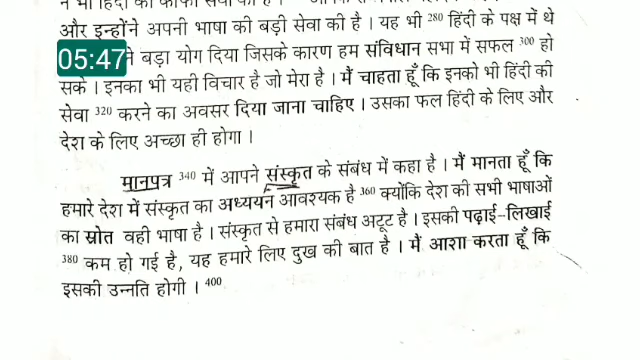 ने भी हिंदी की काफी सेवा की है ।
और इन्होंने अपनी भाषा की बड़ी सेवा की है । यह भी 280 हिंदी के पक्ष में थे
05:47 ने बड़ा योग दिया जिसके कारण हम संविधान सभा में सफल 300 हो
सके । इनका भी यही विचार है जो मेरा है । मैं चाहता हूँ कि इनको भी हिंदी की
सेवा 320 करने का अवसर दिया जाना चाहिए । उसका फल हिंदी के लिए और
देश के लिए अच्छा ही होगा ।
मानपत्र 340 में आपने संस्कृत के संबंध में कहा है । मैं मानता हूँ कि
हमारे देश में संस्कृत का अध्ययन आवश्यक है 360 क्योंकि देश की सभी भाषाओं
का स्रोत वही भाषा है । संस्कृत से हमारा संबंध अटूट है । इसकी पढ़ाई-लिखाई
380 कम हो गई है, यह हमारे लिए दुख की बात है । मैं आशा करता हूँ कि
इसकी उन्नति होगी । 400